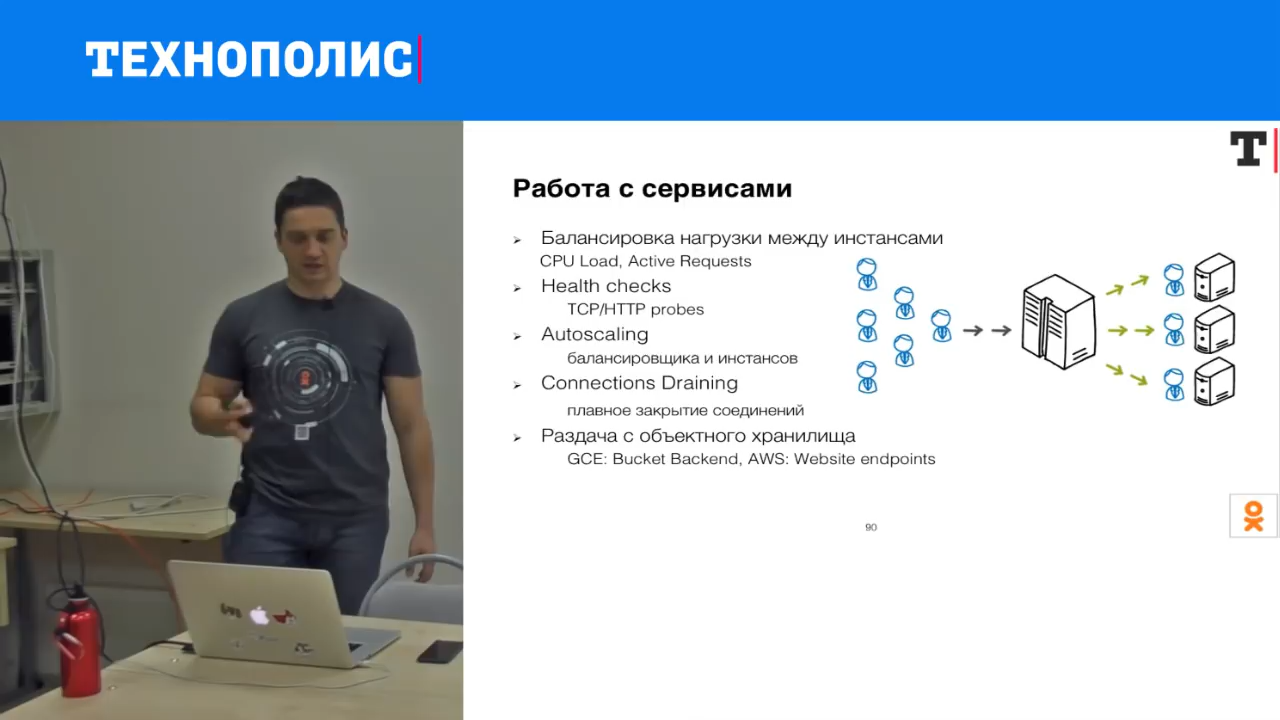 ТЕХНОПОЛИС
Т
Работа с сервисами
Балансировка нагрузки между инстансами
CPU Load, Active Requests
Health checks
TCP/HTTP probes
Autoscaling
балансировщика и инстансов
Connections Draining
плавное закрытие соединений
Раздача с объектного хранилища
GCE: Bucket Backend, AWS: Website endpoints
90